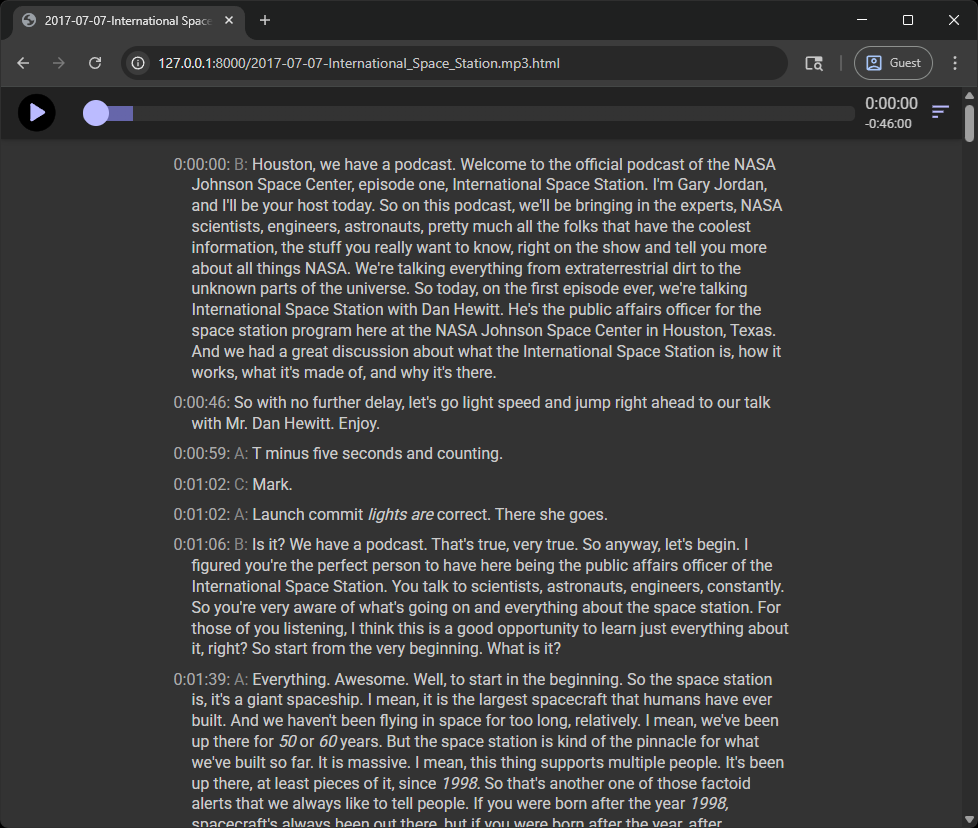 2017-07-07-International Space
127.0.0.1:8000/2017-07-07-International_Space_Station.mp3.html
Guest
0:00:00
-0:46:00
0:00:00: B: Houston, we have a podcast. Welcome to the official podcast of the NASA
Johnson Space Center, episode one, International Space Station. I'm Gary Jordan,
and I'll be your host today. So on this podcast, we'll be bringing in the experts, NASA
scientists, engineers, astronauts, pretty much all the folks that have the coolest
information, the stuff you really want to know, right on the show and tell you more
about all things NASA. We're talking everything from extraterrestrial dirt to the
unknown parts of the universe. So today, on the first episode ever, we're talking
International Space Station with Dan Hewitt. He's the public affairs officer for the
space station program here at the NASA Johnson Space Center in Houston, Texas.
And we had a great discussion about what the International Space Station is, how it
works, what it's made of, and why it's there.
0:00:46: So with no further delay, let's go light speed and jump right ahead to our talk
with Mr. Dan Hewitt. Enjoy.
0:00:59: A: T minus five seconds and counting.
0:01:02: C: Mark.
0:01:02: A: Launch commit lights are correct. There she goes.
0:01:06: B: Is it? We have a podcast. That's true, very true. So anyway, let's begin. I
figured you're the perfect person to have here being the public affairs officer of the
International Space Station. You talk to scientists, astronauts, engineers, constantly.
So you're very aware of what's going on and everything about the space station. For
those of you listening, I think this is a good opportunity to learn just everything about
it, right? So start from the very beginning. What is it?
0:01:39: A: Everything. Awesome. Well, to start in the beginning. So the space station
is, it's a giant spaceship. I mean, it is the largest spacecraft that humans have ever
built. And we haven't been flying in space for too long, relatively. I mean, we've been
up there for 50 or 60 years. But the space station is kind of the pinnacle for what
we've built so far. It is massive. I mean, this thing supports multiple people. It's been
up there, at least pieces of it, since 1998. So that's another one of those factoid
alerts that we always like to tell people. If you were born after the year 1998,
spacecraft's always been out there, but if you were born after the year, after